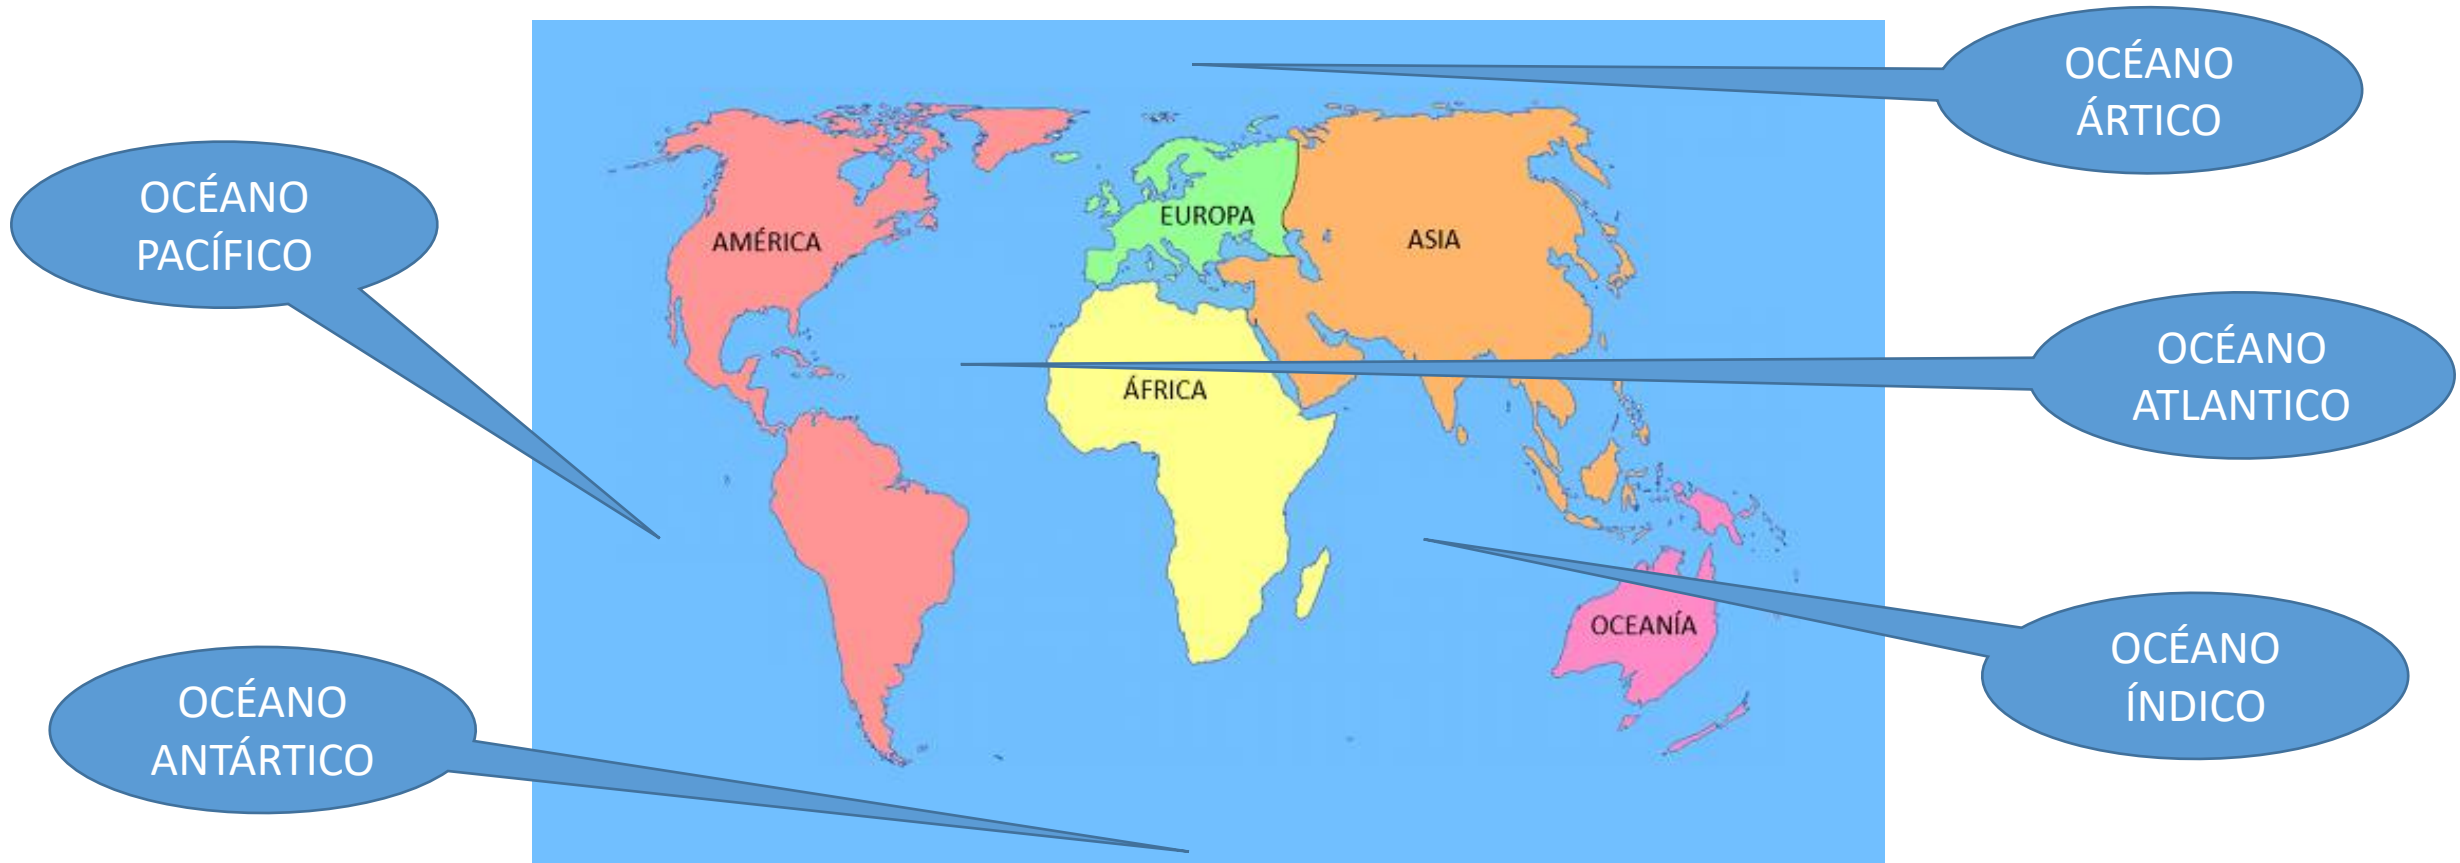 OCÉANO
ÁRTICO
OCÉANO
PACÍFICO
AMÉRICA
EUROPA
ASIA
OCÉANO
ATLANTICO
ÁFRICA
OCEANÍA
OCÉANO
ÍNDICO
OCÉANO
ANTÁRTICO